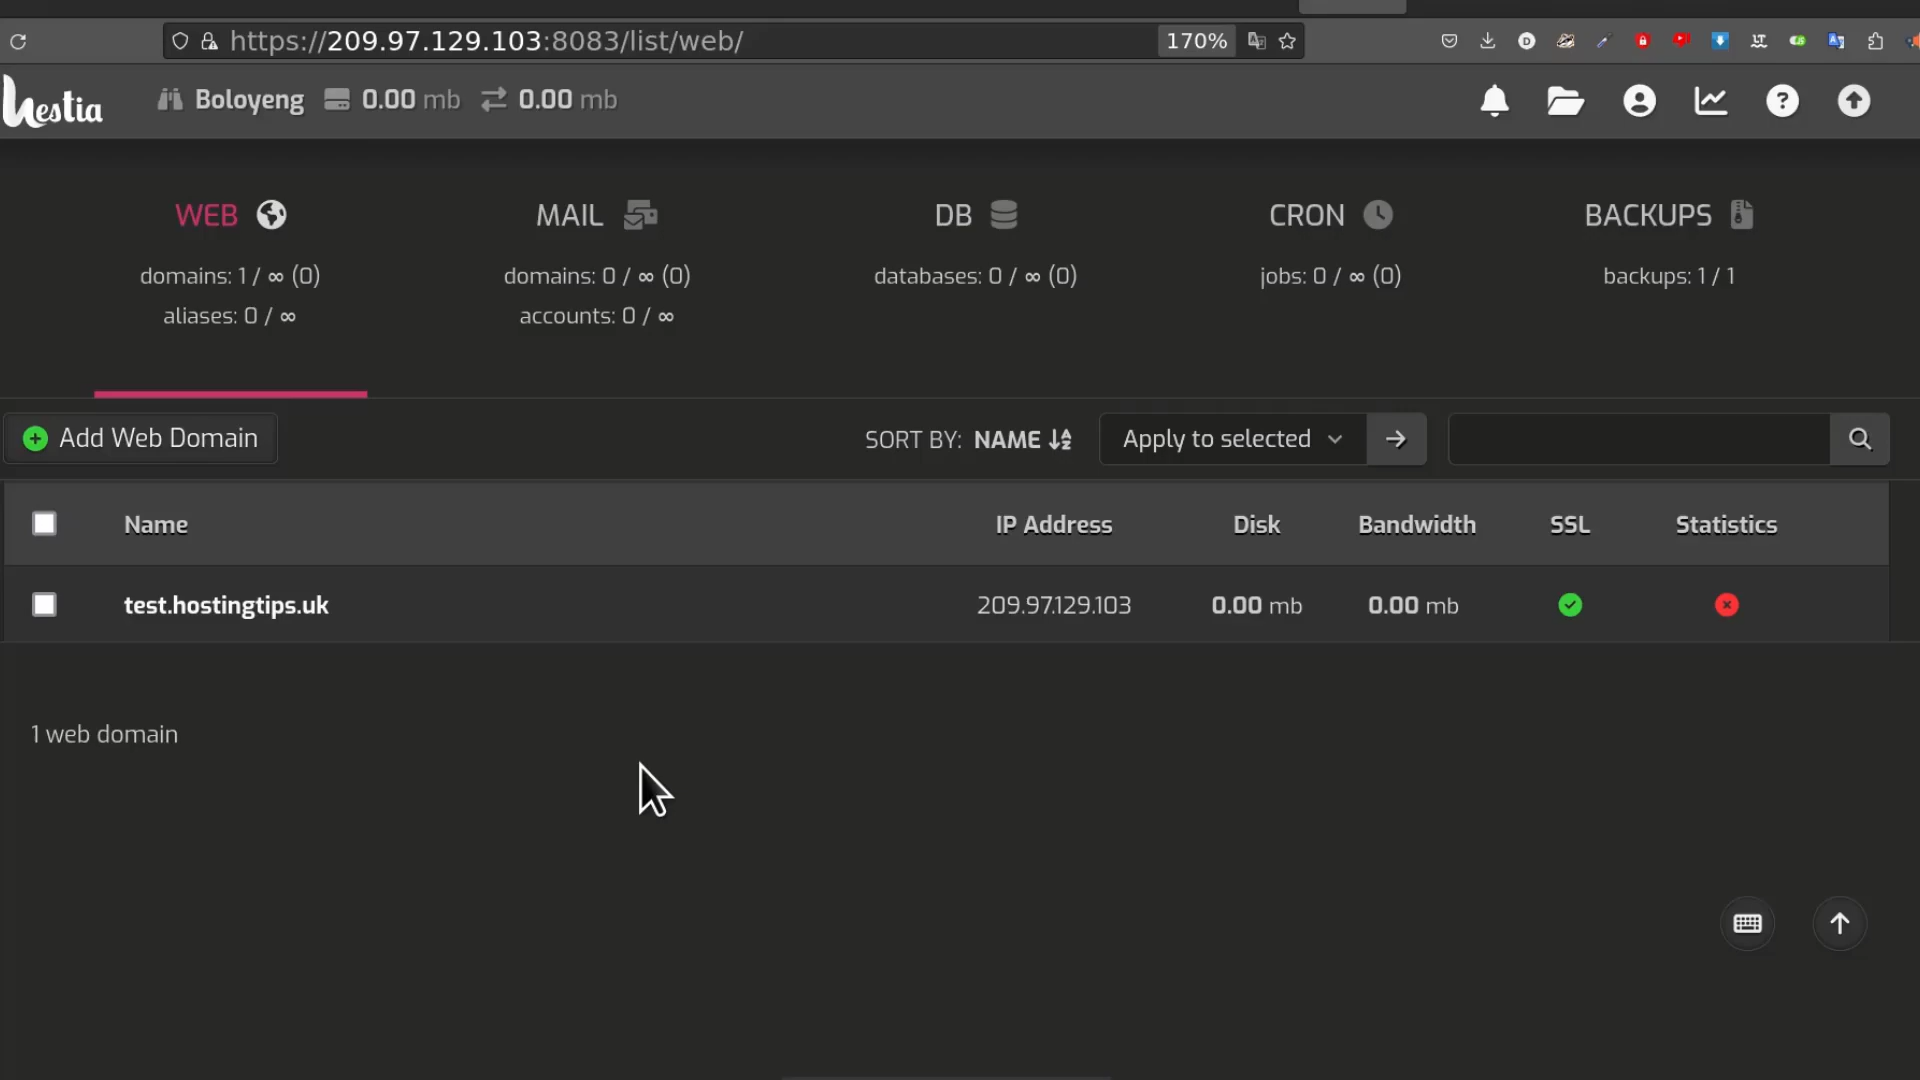 https://209.97.129.103:8083/list/web/ 170%
Hestia Boloyeng 0.00 mb 0.00 mb
WEB MAIL DB CRON BACKUPS
domains: 1 / ∞ (0) domains: 0 / ∞ (0) databases: 0 / ∞ (0) jobs: 0 / ∞ (0) backups: 1 / 1
aliases: 0 / ∞ accounts: 0 / ∞
Add Web Domain SORT BY: NAME Apply to selected
Name IP Address Disk Bandwidth SSL Statistics
test.hostingtips.uk 209.97.129.103 0.00 mb 0.00 mb
1 web domain